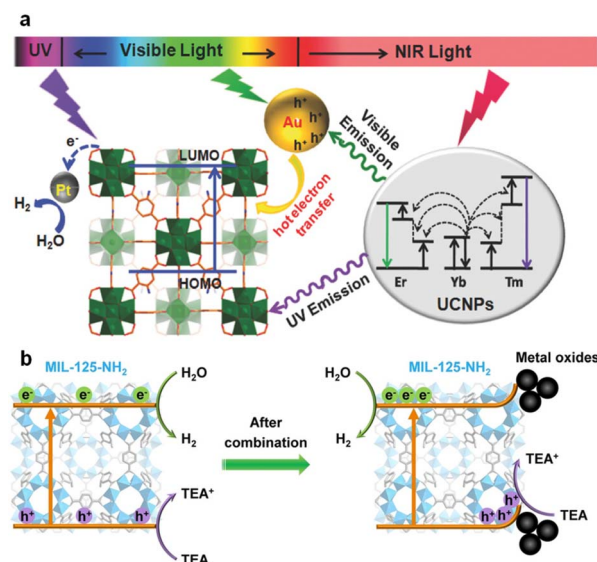 a
UV
Visible Light
NIR Light
h⁺
h⁺
Au
h⁺
h⁺
h⁺
Visible
Emission
e⁻
Pt
H₂
H₂O
LUMO
HOMO
hot electron
transfer
UV Emission
Er
Yb
Tm
UCNPs
b
MIL-125-NH₂
e⁻
e⁻
e⁻
H₂O
H₂
h⁺
h⁺
h⁺
TEA⁺
TEA
After
combination
MIL-125-NH₂
Metal oxides
H₂O
e⁻
e⁻
e⁻
H₂
TEA⁺
h⁺
h⁺
h⁺
TEA